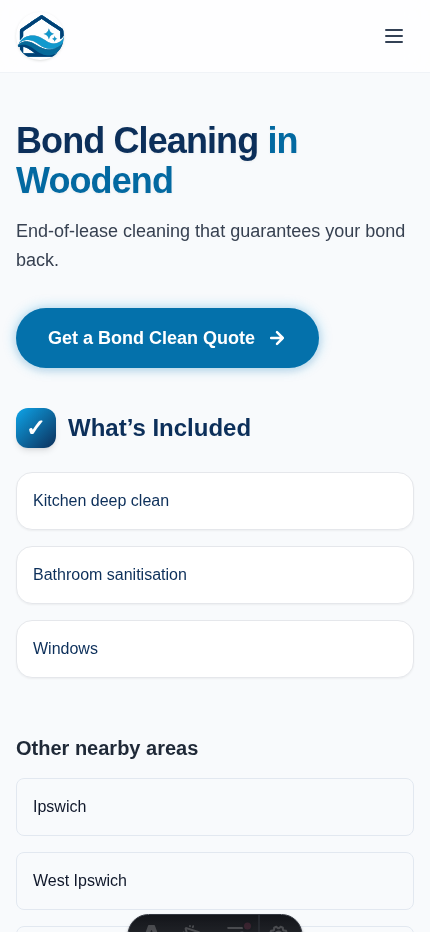 Bond Cleaning in
Woodend
End-of-lease cleaning that guarantees your bond
back.
Get a Bond Clean Quote
What’s Included
Kitchen deep clean
Bathroom sanitisation
Windows
Other nearby areas
Ipswich
West Ipswich